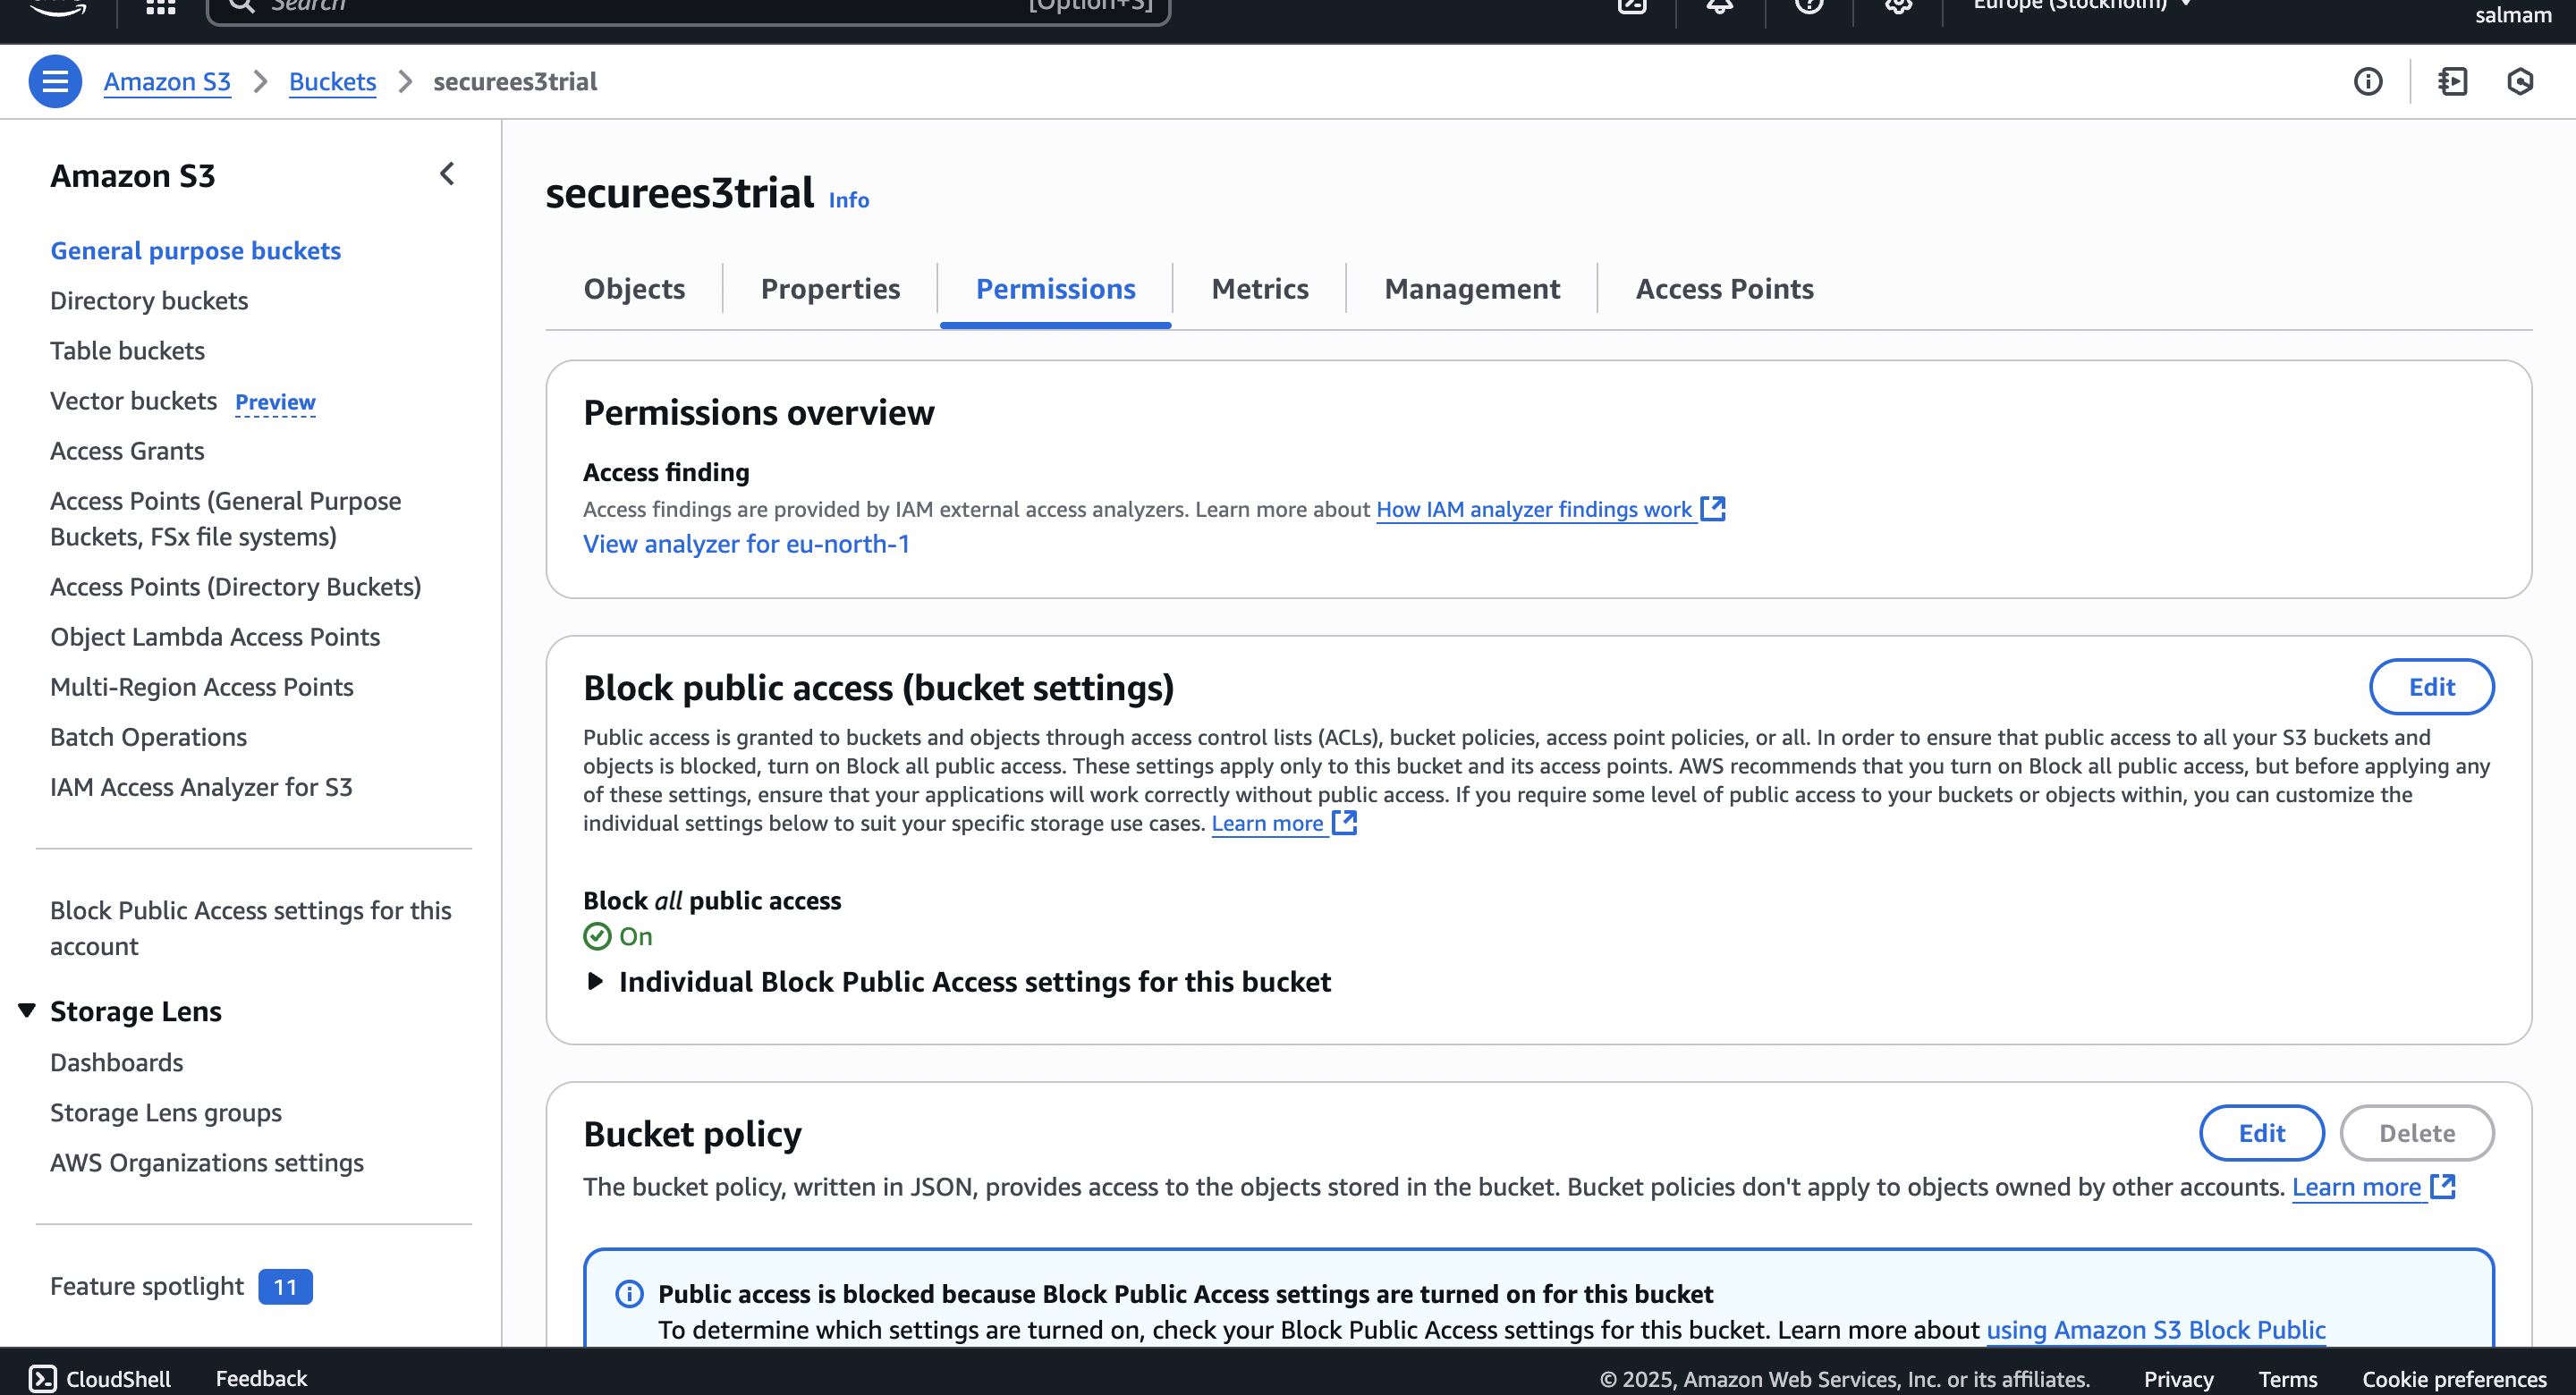 Search
[Option+S]
Europe (Stockholm)
salmam
Amazon S3
Buckets
securees3trial
Amazon S3
General purpose buckets
Directory buckets
Table buckets
Vector buckets Preview
Access Grants
Access Points (General Purpose
Buckets, FSx file systems)
Access Points (Directory Buckets)
Object Lambda Access Points
Multi-Region Access Points
Batch Operations
IAM Access Analyzer for S3
Block Public Access settings for this
account
Storage Lens
Dashboards
Storage Lens groups
AWS Organizations settings
Feature spotlight 11
securees3trial Info
Objects
Properties
Permissions
Metrics
Management
Access Points
Permissions overview
Access finding
Access findings are provided by IAM external access analyzers. Learn more about How IAM analyzer findings work
View analyzer for eu-north-1
Block public access (bucket settings)
Edit
Public access is granted to buckets and objects through access control lists (ACLs), bucket policies, access point policies, or all. In order to ensure that public access to all your S3 buckets and
objects is blocked, turn on Block all public access. These settings apply only to this bucket and its access points. AWS recommends that you turn on Block all public access, but before applying any
of these settings, ensure that your applications will work correctly without public access. If you require some level of public access to your buckets or objects within, you can customize the
individual settings below to suit your specific storage use cases. Learn more
Block all public access
On
Individual Block Public Access settings for this bucket
Bucket policy
Edit
Delete
The bucket policy, written in JSON, provides access to the objects stored in the bucket. Bucket policies don't apply to objects owned by other accounts. Learn more
Public access is blocked because Block Public Access settings are turned on for this bucket
To determine which settings are turned on, check your Block Public Access settings for this bucket. Learn more about using Amazon S3 Block Public
CloudShell
Feedback
© 2025, Amazon Web Services, Inc. or its affiliates.
Privacy
Terms
Cookie preferences